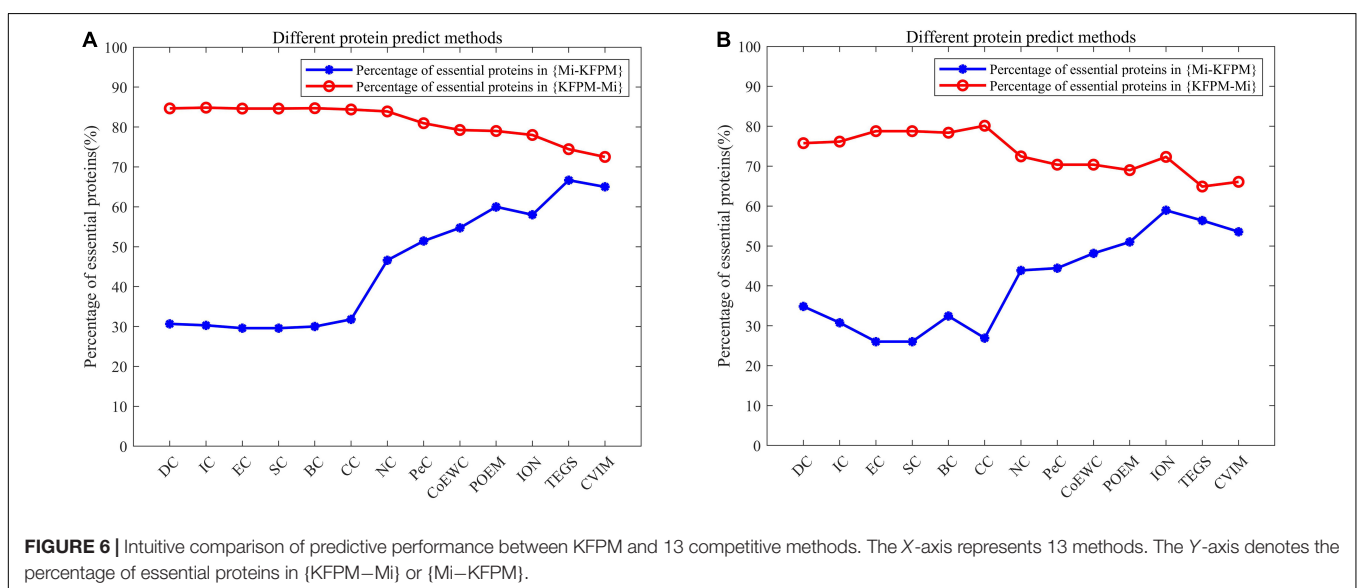 A
Different protein predict methods
Percentage of essential proteins in {Mi-KFPM}
Percentage of essential proteins in {KFPM-Mi}
Percentage of essential proteins(%)
100
90
80
70
60
50
40
30
20
10
0
DC
IC
EC
SC
BC
CC
NC
PeC
CoEWC
POEM
ION
TEGS
CVIM
B
Different protein predict methods
Percentage of essential proteins in {Mi-KFPM}
Percentage of essential proteins in {KFPM-Mi}
Percentage of essential proteins(%)
100
90
80
70
60
50
40
30
20
10
0
DC
IC
EC
SC
BC
CC
NC
PeC
CoEWC
POEM
ION
TEGS
CVIM
FIGURE 6 | Intuitive comparison of predictive performance between KFPM and 13 competitive methods. The X-axis represents 13 methods. The Y-axis denotes the
percentage of essential proteins in {KFPM−Mi} or {Mi−KFPM}.